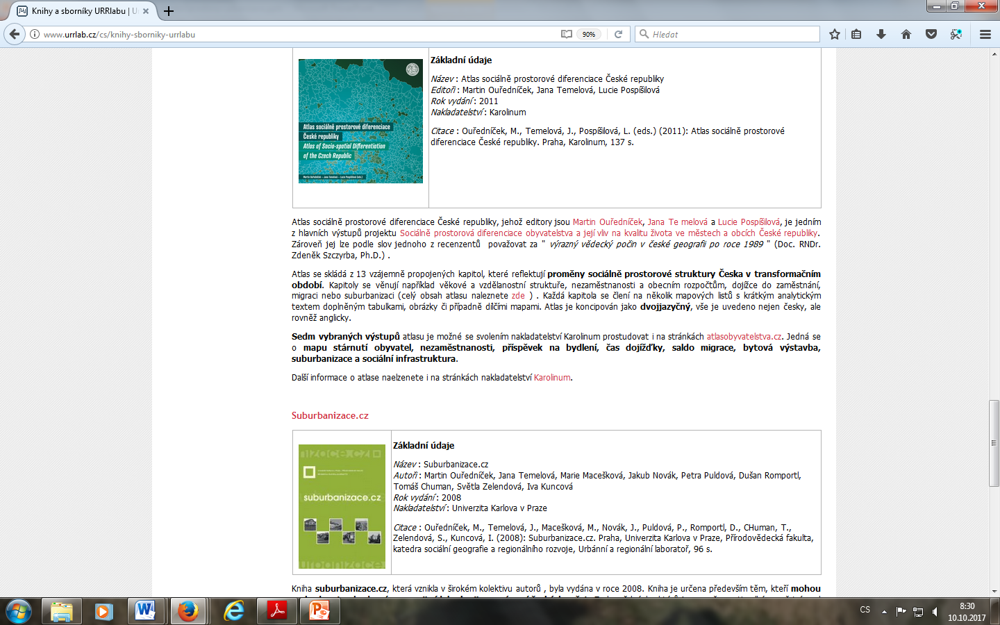 Knihy a sborníky URRlabu | U
www.urrlab.cz/cs/knihy-sborniky-urrlabu
90%
Hledat
Atlas sociálně prostorové diferenciace
České republiky
Atlas of Socio-spatial Differentiation
of the Czech Republic
Martin Ouředníček – Jana Temelová – Lucie Pospíšilová (eds.)
Základní údaje
Název : Atlas sociálně prostorové diferenciace České republiky
Editoři : Martin Ouředníček, Jana Temelová, Lucie Pospíšilová
Rok vydání : 2011
Nakladatelství : Karolinum
Citace : Ouředníček, M., Temelová, J., Pospíšilová, L. (eds.) (2011): Atlas sociálně prostorové
diferenciace České republiky. Praha, Karolinum, 137 s.
Atlas sociálně prostorové diferenciace České republiky, jehož editory jsou Martin Ouředníček, Jana Te melová a Lucie Pospíšilová, je jedním
z hlavních výstupů projektu Sociálně prostorová diferenciace obyvatelstva a její vliv na kvalitu života ve městech a obcích České republiky.
Zároveň jej lze podle slov jednoho z recenzentů považovat za " výrazný vědecký počin v české geografii po roce 1989 " (Doc. RNDr.
Zdeněk Szczyrba, Ph.D.) .
Atlas se skládá z 13 vzájemně propojených kapitol, které reflektují proměny sociálně prostorové struktury Česka v transformačním
období. Kapitoly se věnují například věkové a vzdělanostní struktuře, nezaměstnanosti a obecním rozpočtům, dojížce do zaměstnání,
migraci nebo suburbanizaci (celý obsah atlasu naleznete zde ) . Každá kapitola se člení na několik mapových listů s krátkým analytickým
textem doplněným tabulkami, obrázky či případně dílčími mapami. Atlas je koncipován jako dvojjazyčný, vše je uvedeno nejen česky, ale
rovněž anglicky.
Sedm vybraných výstupů atlasu je možné se svolením nakladatelství Karolinum prostudovat i na stránkách atlasobyvatelstva.cz. Jedná se
o mapu stárnutí obyvatel, nezaměstnanosti, příspěvek na bydlení, čas dojížďky, saldo migrace, bytová výstavba,
suburbanizace a sociální infrastruktura.
Další informace o atlase naelzenete i na stránkách nakladatelství Karolinum.
Suburbanizace.cz
nizace.cz
suburbanizace.cz
urbanizace
Základní údaje
Název : Suburbanizace.cz
Autoři : Martin Ouředníček, Jana Temelová, Marie Macešková, Jakub Novák, Petra Puldová, Dušan Romportl,
Tomáš Chuman, Světla Zelendová, Iva Kuncová
Rok vydání : 2008
Nakladatelství : Univerzita Karlova v Praze
Citace : Ouředníček, M., Temelová, J., Macešková, M., Novák, J., Puldová, P., Romportl, D., CHuman, T.,
Zelendová, S., Kuncová, I. (2008): Suburbanizace.cz. Praha, Univerzita Karlova v Praze, Přírodovědecká fakulta,
katedra sociální geografie a regionálního rozvoje, Urbánní a regionální laboratoř, 96 s.
Kniha suburbanizace.cz, která vznikla v širokém kolektivu autorů , byla vydána v roce 2008. Kniha je určena především těm, kteří mohou
CS
8:30
10.10.2017